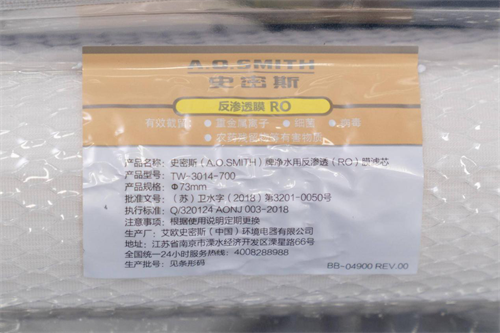 A.O.SMITH
史密斯
反渗透膜 RO
有效去除 ● 重金属离子 ● 细菌 ● 病毒
产品名称：史密斯（A.O.SMITH）纯净水用反渗透（RO）膜滤芯
产品型号：TW-3014-700
产品规格：Φ73mm
批准文号：（苏）卫水字（2018）第3201-0050号
执行标准：Q/320124 AONJ 003-2018
注意事项：根据使用说明定期更换
生产厂：艾欧史密斯（中国）环境电器有限公司
地址：江苏省南京市溧水经济开发区溧星路66号
全国统一24小时服务热线：4008288988
生产批号：见条形码
BB-04900 REV.00